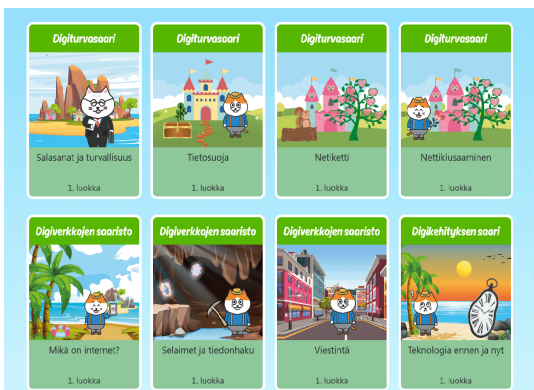 Digiturvasaari
Digiturvasaari
Digiturvasaari
Digiturvasaari
Salasanat ja turvallisuus
Tietosuoja
Netiketti
Nettikiusaaminen
1. luokka
1. luokka
1. luokka
1. luokka
Digiverkkojen saaristo
Digiverkkojen saaristo
Digiverkkojen saaristo
Digikehityksen saari
Mikä on internet?
Selaimet ja tiedonhaku
Viestintä
Teknologia ennen ja nyt
1. luokka
1. luokka
1. luokka
1. luokka